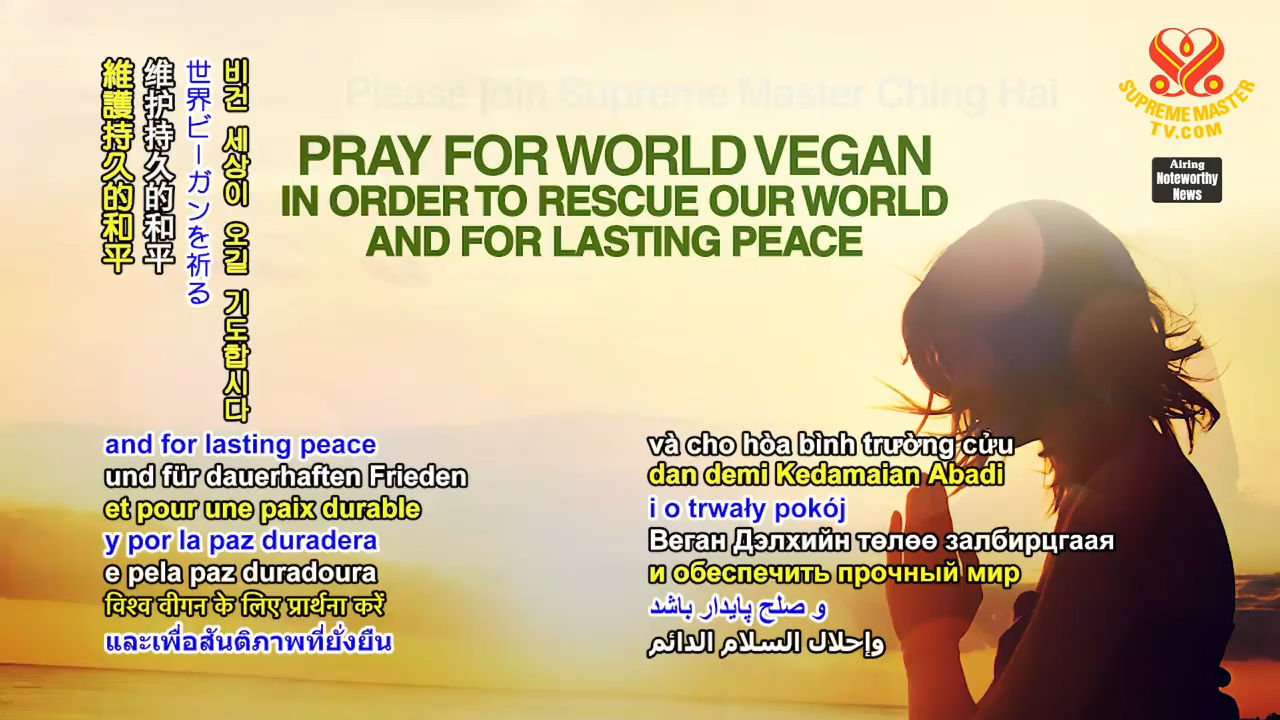 Please join Supreme Master Ching Hai
PRAY FOR WORLD VEGAN
IN ORDER TO RESCUE OUR WORLD
AND FOR LASTING PEACE
SUPREME MASTER
TV.COM
Airing
Noteworthy
News
維護持久的和平
维护持久的和平
世界ビーガンを祈る
비건 세상이 오길 기도합시다
and for lasting peace
und für dauerhaften Frieden
et pour une paix durable
y por la paz duradera
e pela paz duradoura
विश्व वीगन के लिए प्रार्थना करें
และเพื่อสันติภาพที่ยั่งยืน
và cho hòa bình trường cửu
dan demi Kedamaian Abadi
i o trwały pokój
Веган Дэлхийн төлөө залбирцгаая
и обеспечить прочный мир
و صلح پایدار باشد
وإحلال السلام الدائم